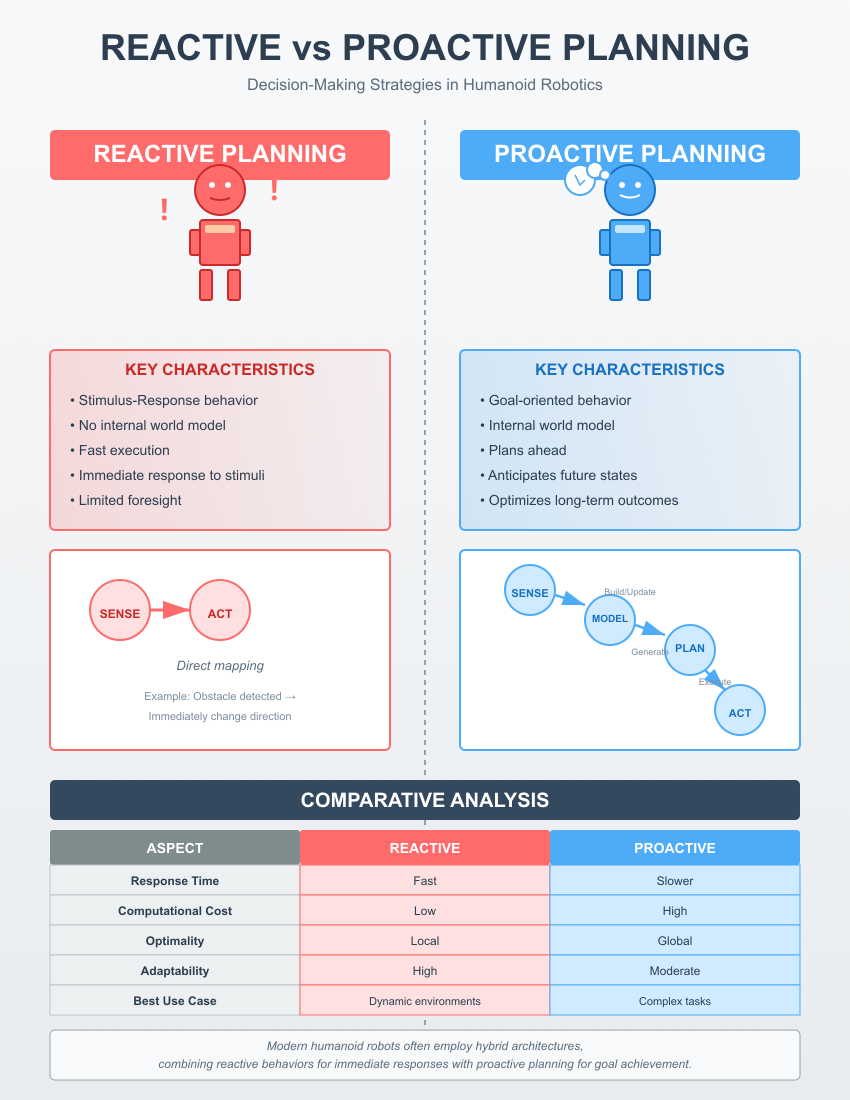 REACTIVE vs PROACTIVE PLANNING
Decision-Making Strategies in Humanoid Robotics
REACTIVE PLANNING
! !
KEY CHARACTERISTICS
• Stimulus-Response behavior
• No internal world model
• Fast execution
• Immediate response to stimuli
• Limited foresight
SENSE
ACT
Direct mapping
Example: Obstacle detected →
Immediately change direction
PROACTIVE PLANNING
KEY CHARACTERISTICS
• Goal-oriented behavior
• Internal world model
• Plans ahead
• Anticipates future states
• Optimizes long-term outcomes
SENSE
Build/Update
MODEL
Generate
PLAN
Execute
ACT
COMPARATIVE ANALYSIS
ASPECT REACTIVE PROACTIVE
Response Time Fast Slower
Computational Cost Low High
Optimality Local Global
Adaptability High Moderate
Best Use Case Dynamic environments Complex tasks
Modern humanoid robots often employ hybrid architectures,
combining reactive behaviors for immediate responses with proactive planning for goal achievement.